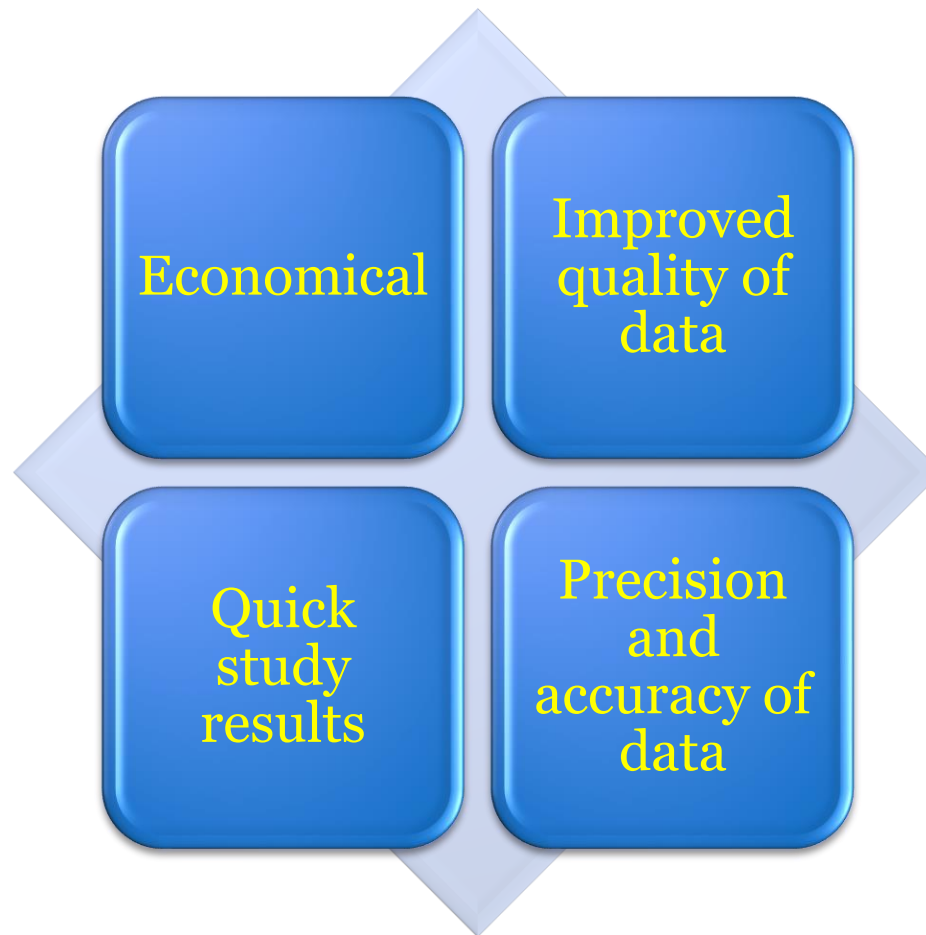 Economical
Improved
quality of
data
Quick
study
results
Precision
and
accuracy of
data